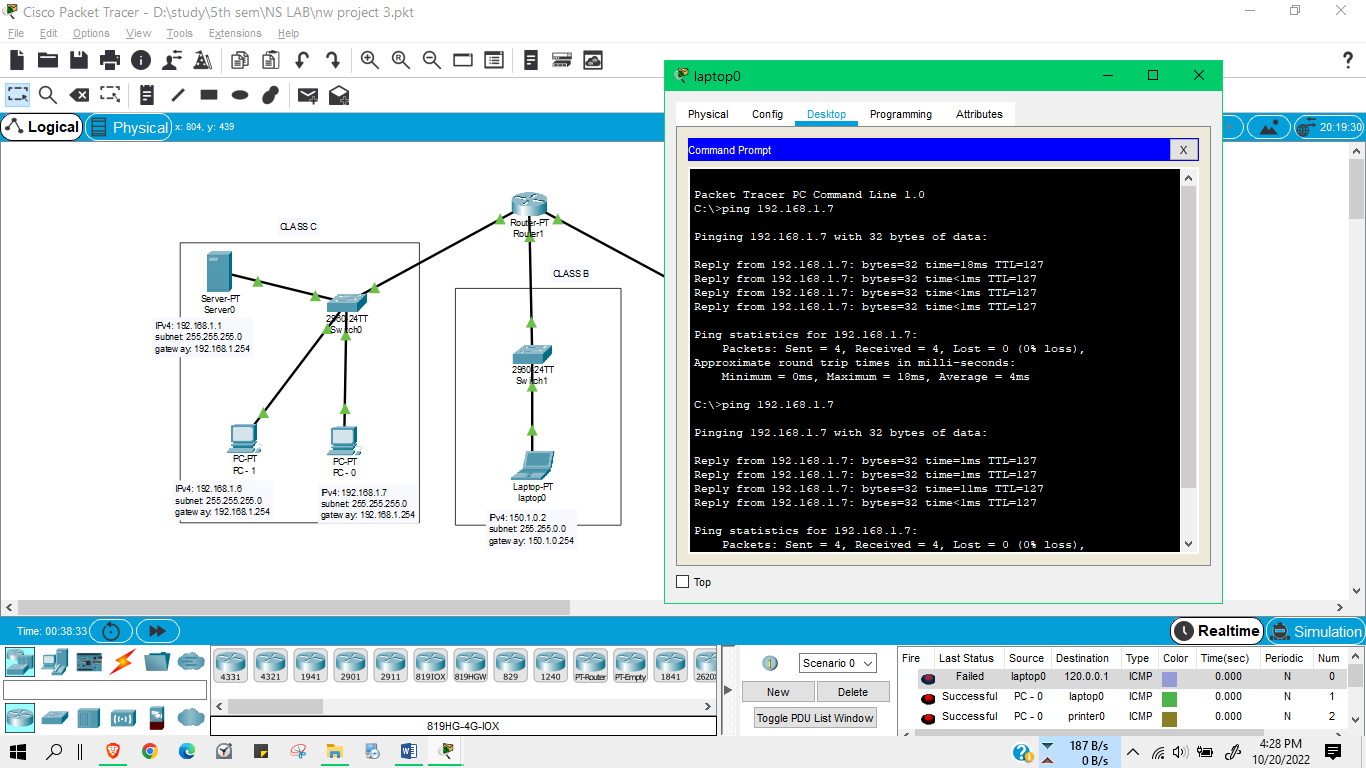 Cisco Packet Tracer - D:\study\5th sem\NS LAB\nw project 3.pkt
File Edit Options View Tools Extensions Help
Logical
Physical
x: 804, y: 439
20:19:30
CLASS C
Server-PT
Server0
IPv4: 192.168.1.1
subnet: 255.255.255.0
gateway: 192.168.1.254
2960-24TT
Switch0
PC-PT
PC - 1
IPv4: 192.168.1.6
subnet: 255.255.255.0
gateway: 192.168.1.254
PC-PT
PC - 0
IPv4: 192.168.1.7
subnet: 255.255.255.0
gateway: 192.168.1.254
Router-PT
Router1
CLASS B
2960-24TT
Switch1
Laptop-PT
laptop0
IPv4: 150.1.0.2
subnet: 255.255.0.0
gateway: 150.1.0.254
laptop0
Physical Config Desktop Programming Attributes
Command Prompt
X
Packet Tracer PC Command Line 1.0
C:\>ping 192.168.1.7
Pinging 192.168.1.7 with 32 bytes of data:
Reply from 192.168.1.7: bytes=32 time=18ms TTL=127
Reply from 192.168.1.7: bytes=32 time<1ms TTL=127
Reply from 192.168.1.7: bytes=32 time<1ms TTL=127
Reply from 192.168.1.7: bytes=32 time<1ms TTL=127
Ping statistics for 192.168.1.7:
Packets: Sent = 4, Received = 4, Lost = 0 (0% loss),
Approximate round trip times in milli-seconds:
Minimum = 0ms, Maximum = 18ms, Average = 4ms
C:\>ping 192.168.1.7
Pinging 192.168.1.7 with 32 bytes of data:
Reply from 192.168.1.7: bytes=32 time=1ms TTL=127
Reply from 192.168.1.7: bytes=32 time<1ms TTL=127
Reply from 192.168.1.7: bytes=32 time=11ms TTL=127
Reply from 192.168.1.7: bytes=32 time<1ms TTL=127
Ping statistics for 192.168.1.7:
Packets: Sent = 4, Received = 4, Lost = 0 (0% loss),
Top
Time: 00:38:33
Realtime
Simulation
4331 4321 1941 2901 2911 819IOX 819HGW 829 1240 PT-Router PT-Empty 1841 2620X
819HG-4G-IOX
Scenario 0
New
Delete
Toggle PDU List Window
Fire Last Status Source Destination Type Color Time(sec) Periodic Num
Failed laptop0 120.0.0.1 ICMP 0.000 N 0
Successful PC - 0 laptop0 ICMP 0.000 N 1
Successful PC - 0 printer0 ICMP 0.000 N 2
187 B/s
0 B/s
4:28 PM
10/20/2022